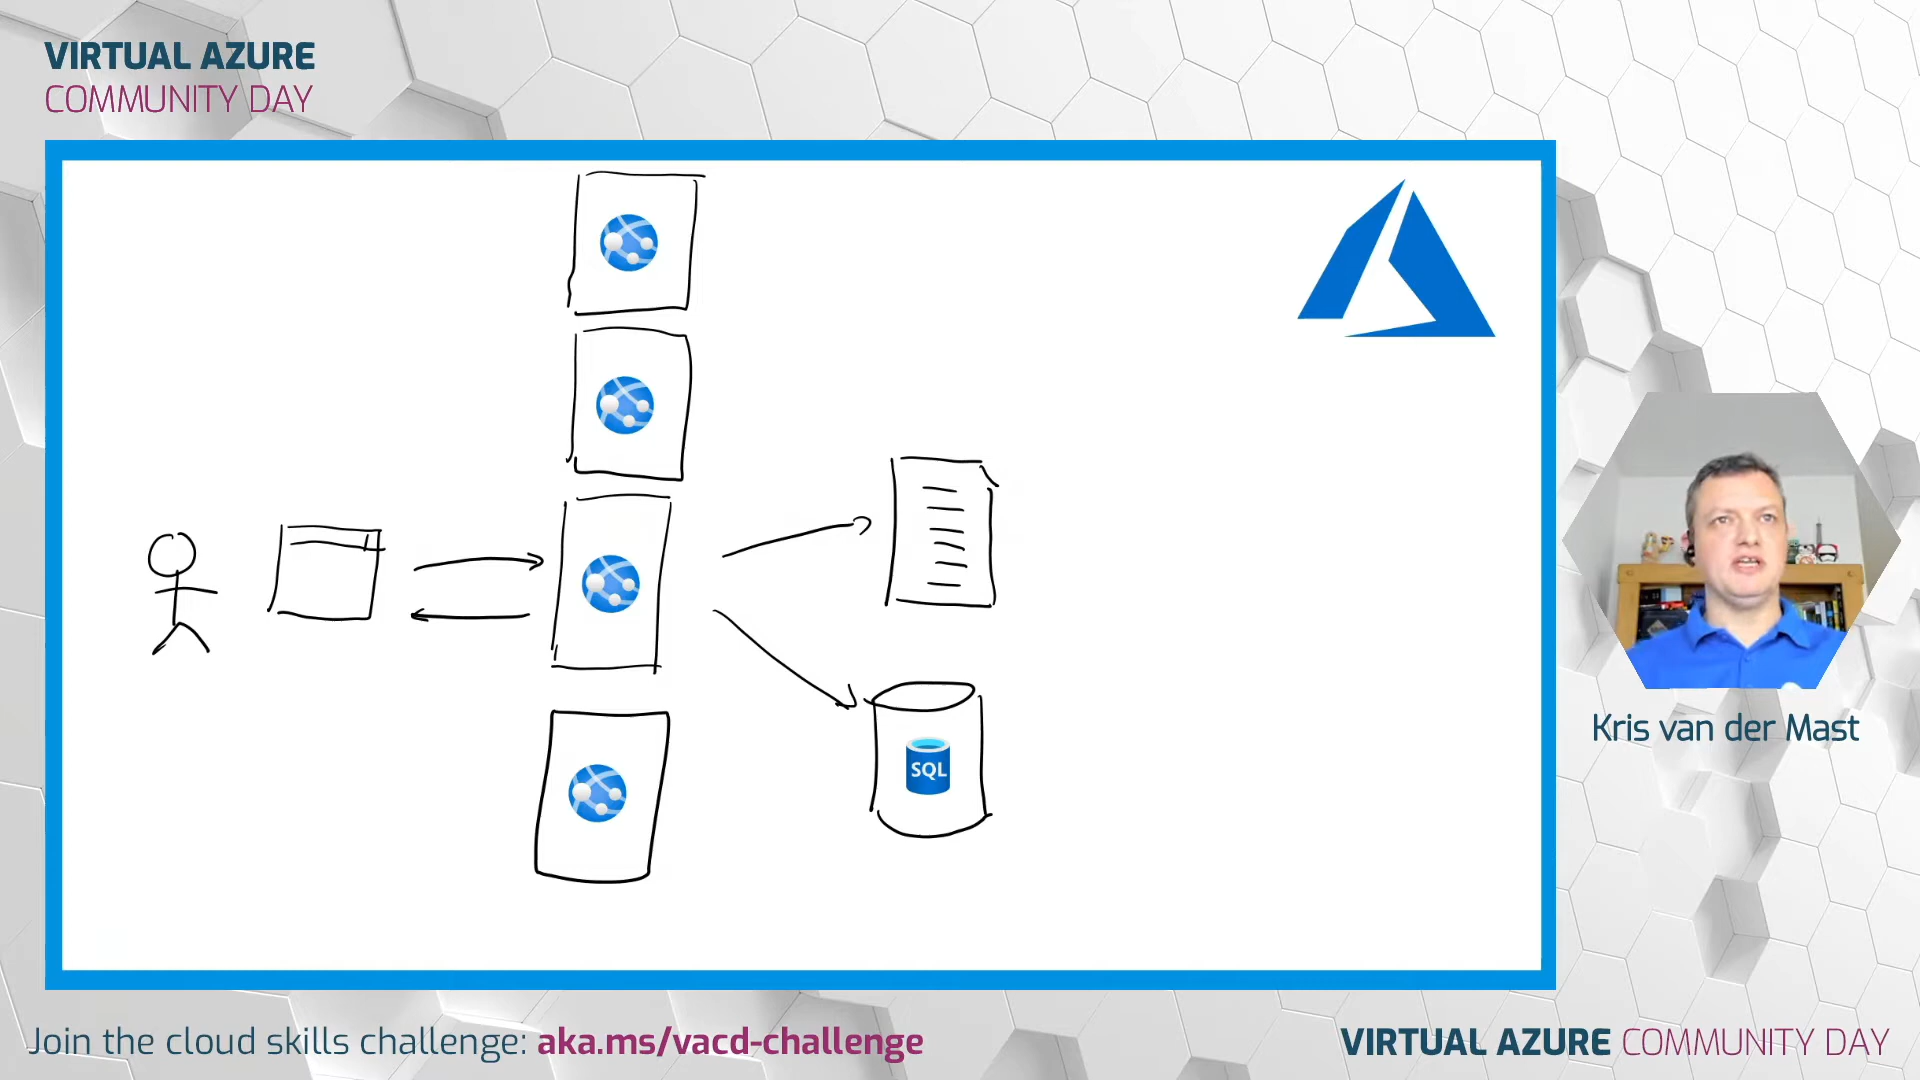 VIRTUAL AZURE
COMMUNITY DAY
SQL
Kris van der Mast
Join the cloud skills challenge: aka.ms/vacd-challenge
VIRTUAL AZURE COMMUNITY DAY